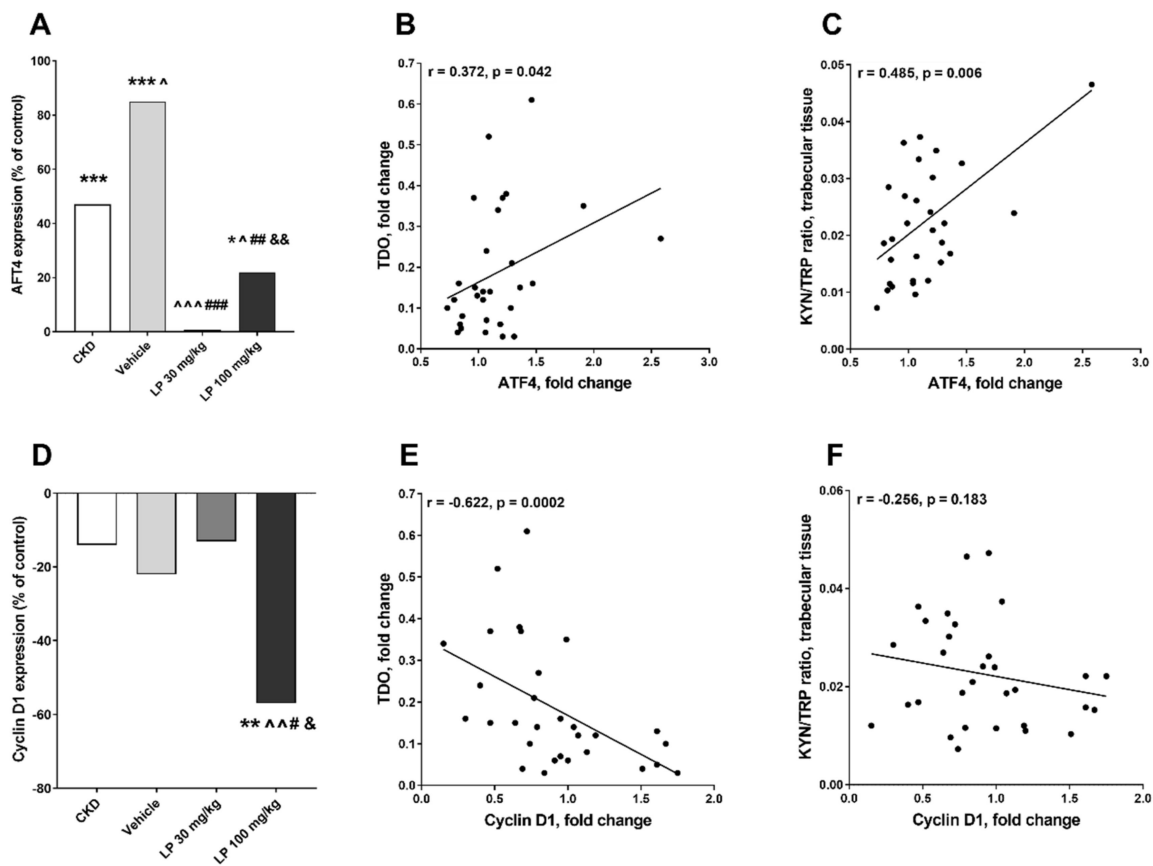 A
AFT4 expression (% of control)
100
80
60
40
20
0
***
*** ^
^^^ ###
* ^ ## &&
CKD
Vehicle
LP 30 mg/kg
LP 100 mg/kg
B
r = 0.372, p = 0.042
TDO, fold change
0.7
0.6
0.5
0.4
0.3
0.2
0.1
0.0
0.5
1.0
1.5
2.0
2.5
3.0
ATF4, fold change
C
r = 0.485, p = 0.006
KYN/TRP ratio, trabecular tissue
0.05
0.04
0.03
0.02
0.01
0.00
0.5
1.0
1.5
2.0
2.5
3.0
ATF4, fold change
D
Cyclin D1 expression (% of control)
0
-20
-40
-60
-80
** ^^# &
CKD
Vehicle
LP 30 mg/kg
LP 100 mg/kg
E
r = -0.622, p = 0.0002
TDO, fold change
0.7
0.6
0.5
0.4
0.3
0.2
0.1
0.0
0.0
0.5
1.0
1.5
2.0
Cyclin D1, fold change
F
r = -0.256, p = 0.183
KYN/TRP ratio, trabecular tissue
0.06
0.04
0.02
0.00
0.0
0.5
1.0
1.5
2.0
Cyclin D1, fold change